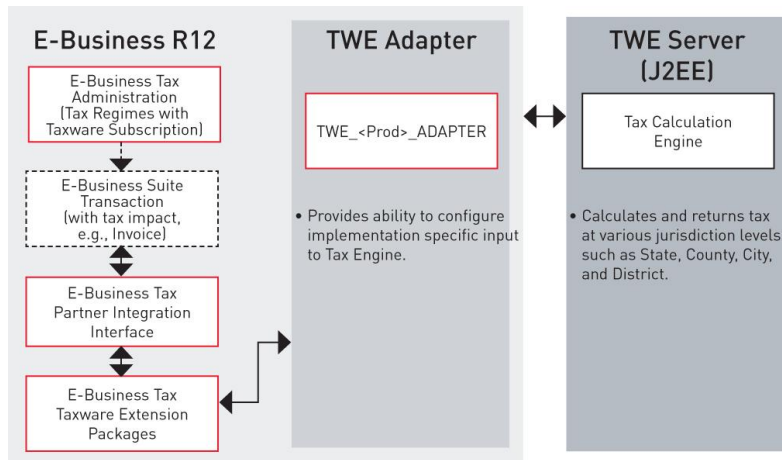 E-Business R12
E-Business Tax
Administration
(Tax Regimes with
Taxware Subscription)
E-Business Suite
Transaction
(with tax impact,
e.g., Invoice)
E-Business Tax
Partner Integration
Interface
E-Business Tax
Taxware Extension
Packages
TWE Adapter
TWE_<Prod>_ADAPTER
• Provides ability to configure
implementation specific input
to Tax Engine.
TWE Server
(J2EE)
Tax Calculation
Engine
• Calculates and returns tax
at various jurisdiction levels
such as State, County, City,
and District.